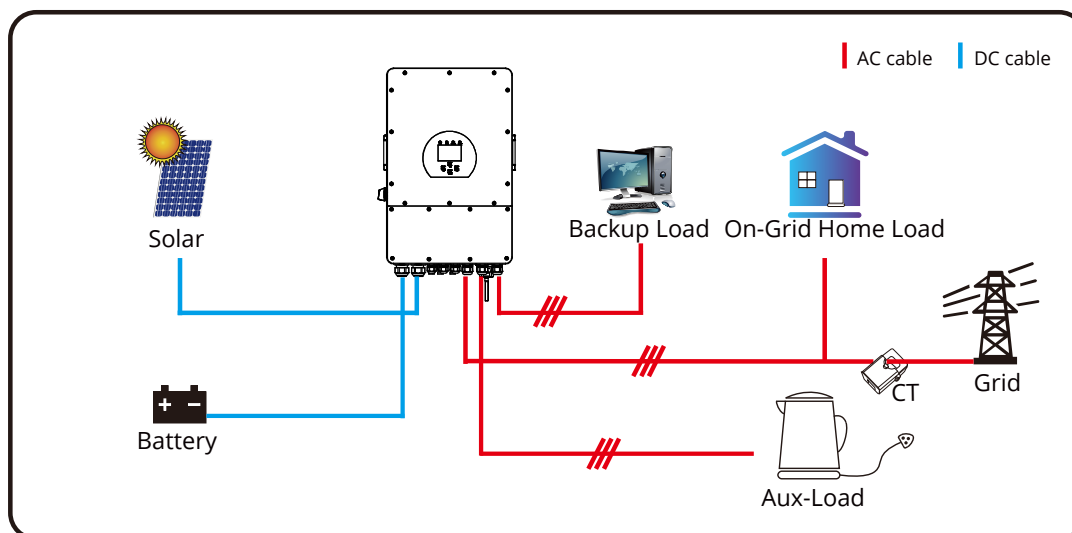 AC cable
DC cable
Solar
Backup Load
On-Grid Home Load
CT
Grid
Battery
Aux-Load